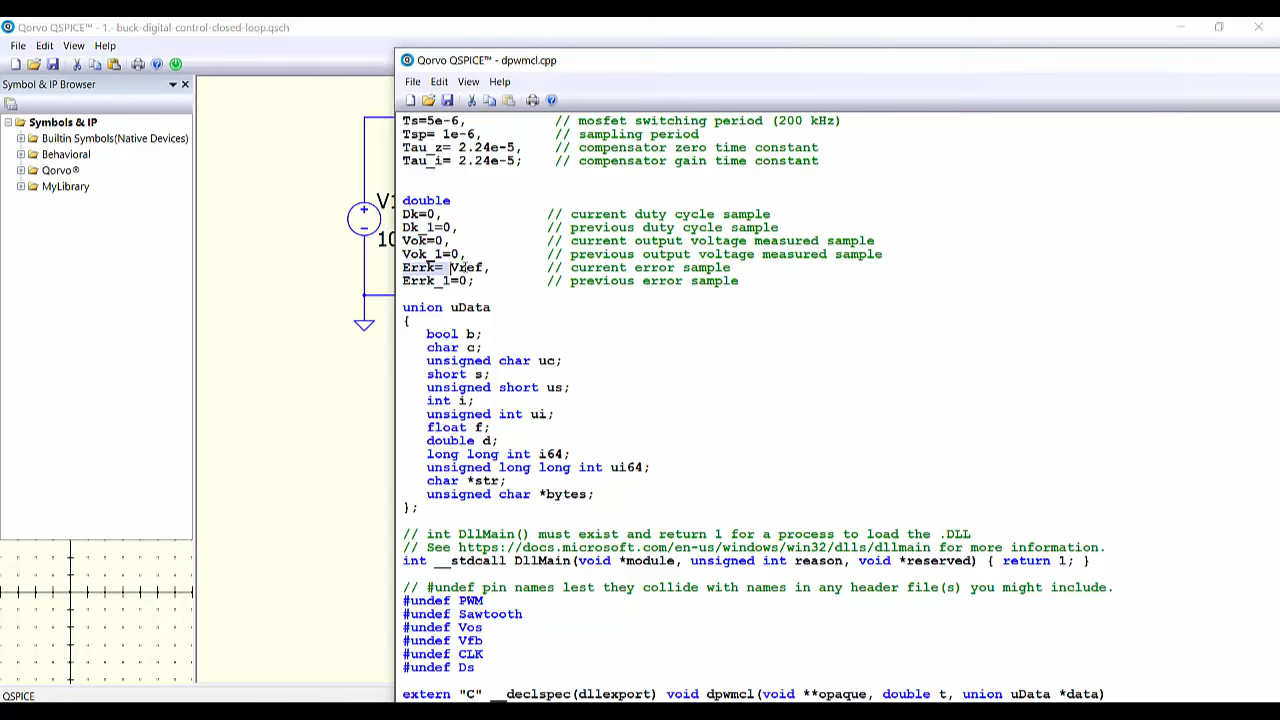 Qorvo QSPICE™ - 1.- buck-digital-control-closed-loop.qsch
File Edit View Help
Symbol & IP Browser
Symbols & IP
Builtin Symbols(Native Devices)
Behavioral
Qorvo®
MyLibrary
V1
10
QSPICE
Qorvo QSPICE™ - dpwmcl.cpp
File Edit View Help
Ts=5e-6, // mosfet switching period (200 kHz)
Tsp= 1e-6, // sampling period
Tau_z= 2.24e-5, // compensator zero time constant
Tau_i= 2.24e-5; // compensator gain time constant
double
Dk=0, // current duty cycle sample
Dk_1=0, // previous duty cycle sample
Vok=0, // current output voltage measured sample
Vok_1=0, // previous output voltage measured sample
Errk= Vref, // current error sample
Errk_1=0; // previous error sample
union uData
{
bool b;
char c;
unsigned char uc;
short s;
unsigned short us;
int i;
unsigned int ui;
float f;
double d;
long long int i64;
unsigned long long int ui64;
char *str;
unsigned char *bytes;
};
// int DllMain() must exist and return 1 for a process to load the .DLL
// See https://docs.microsoft.com/en-us/windows/win32/dlls/dllmain for more information.
int __stdcall DllMain(void *module, unsigned int reason, void *reserved) { return 1; }
// #undef pin names lest they collide with names in any header file(s) you might include.
#undef PWM
#undef Sawtooth
#undef Vos
#undef Vfb
#undef CLK
#undef Ds
extern "C" __declspec(dllexport) void dpwmcl(void **opaque, double t, union uData *data)